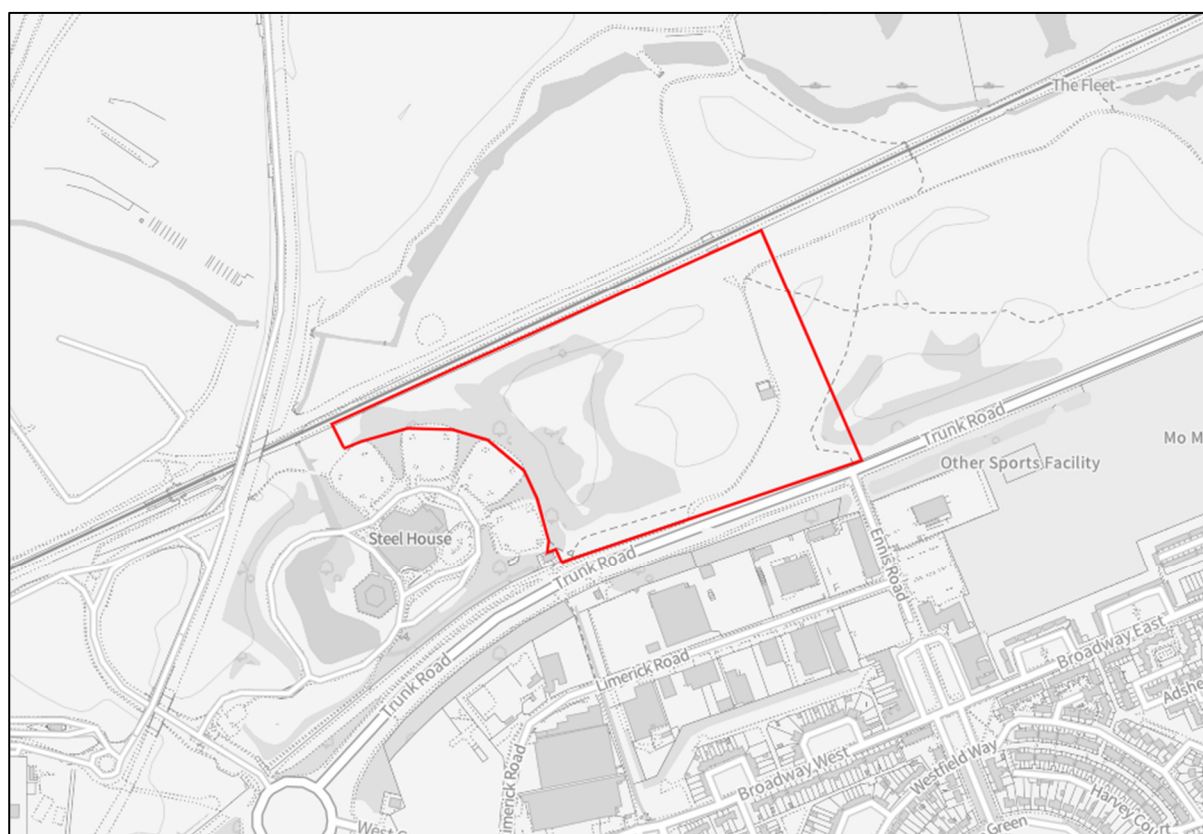 The Fleet
Trunk Road
Mo M
Other Sports Facility
Steel House
Ennis Road
Trunk Road
Trunk Road
Limerick Road
Broadway East
Adsh
Limerick Road
Broadway West
Westfield Way
Harvey Court
Green
West G